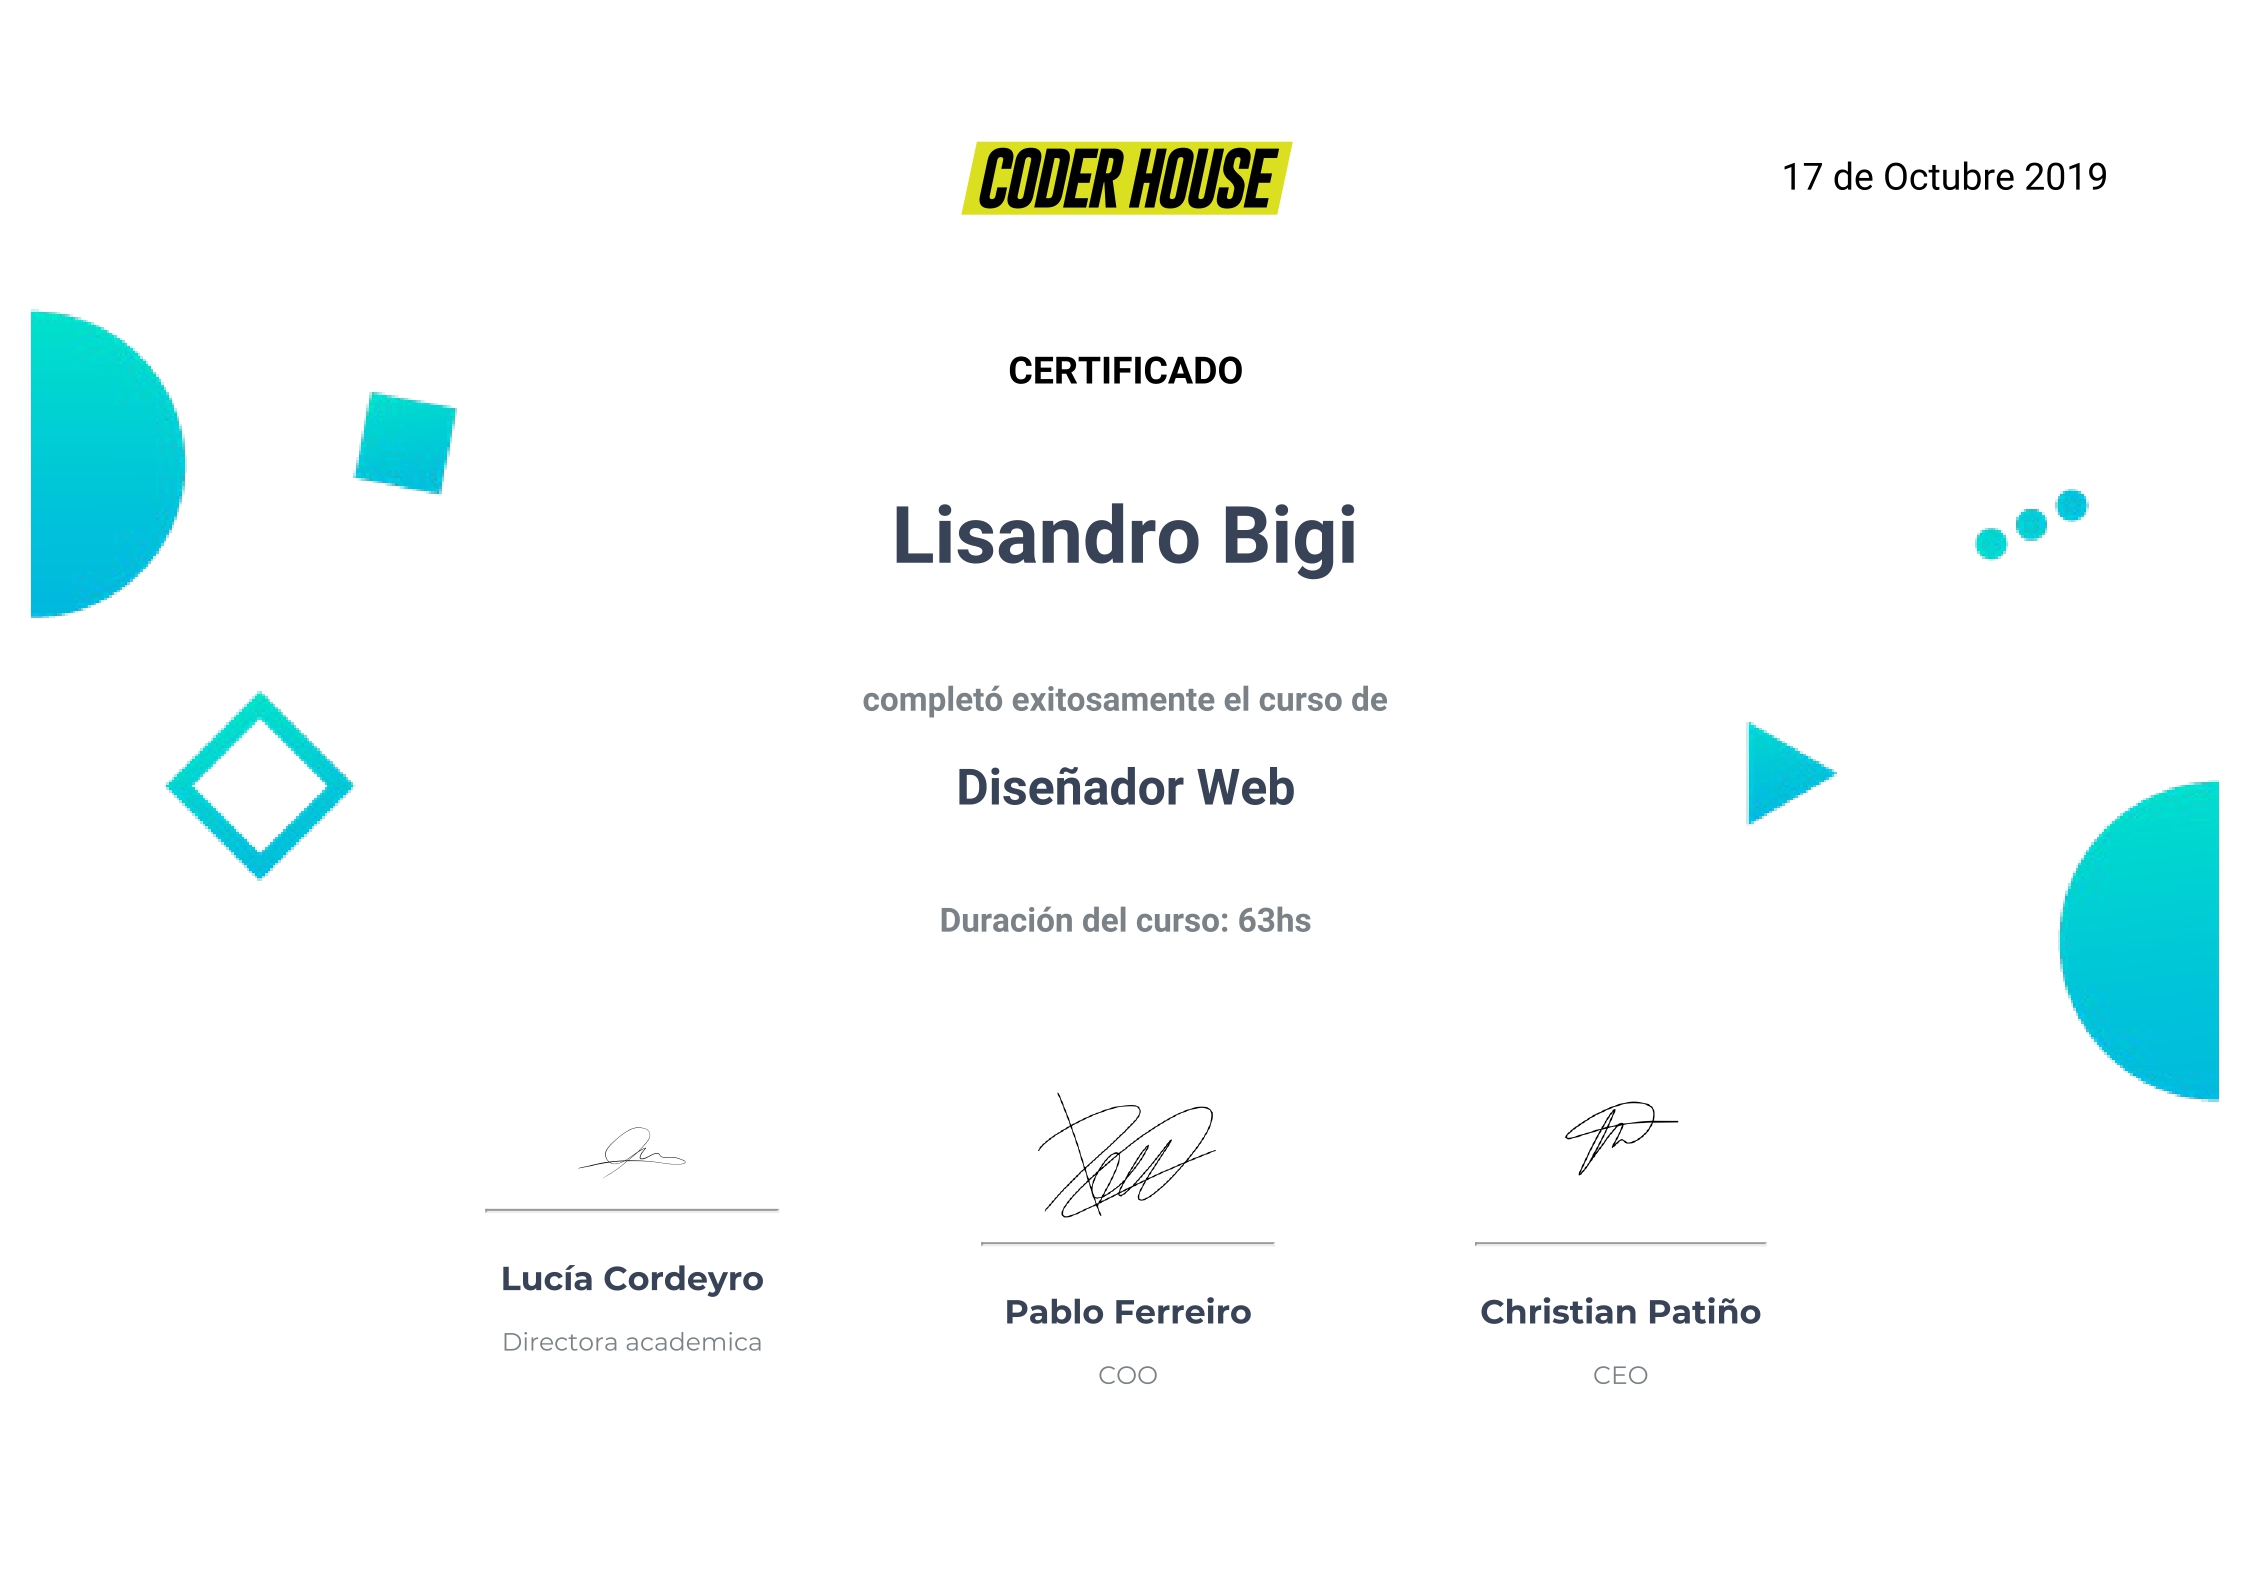 CODER HOUSE
17 de Octubre 2019
CERTIFICADO
Lisandro Bigi
completó exitosamente el curso de
Diseñador Web
Duración del curso: 63hs
Lucía Cordeyro
Directora academica
Pablo Ferreiro
COO
Christian Patiño
CEO